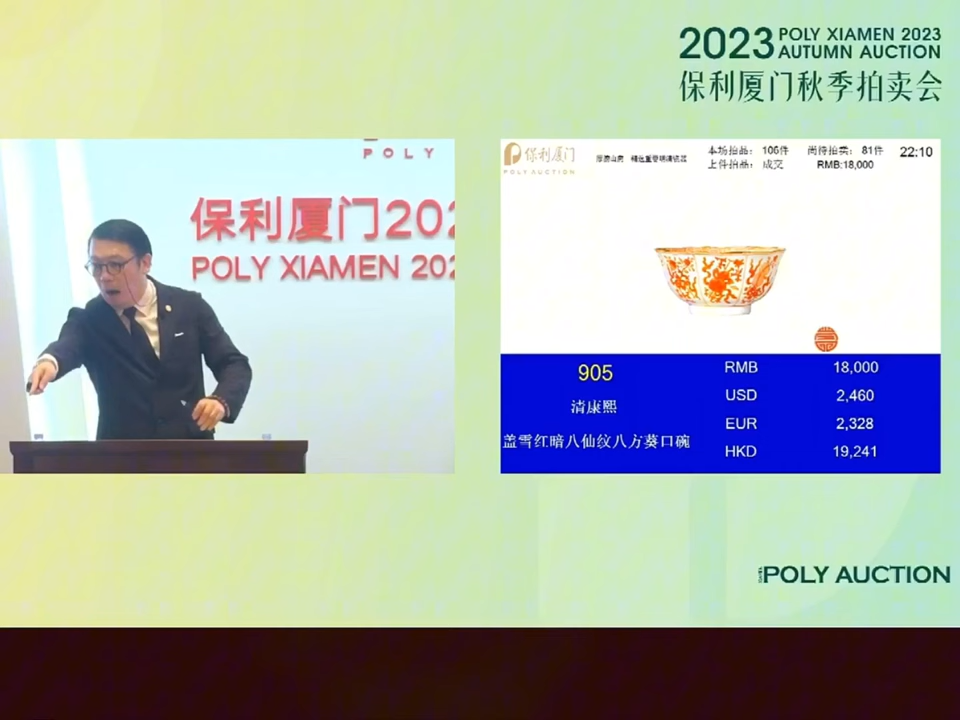 2023 POLY XIAMEN 2023
AUTUMN AUCTION
保利厦门秋季拍卖会
POLY
保利厦门202
POLY XIAMEN 202
保利厦门
POLY AUCTION
本场拍品: 106件 尚待拍卖: 81件 22:10
上件拍品: 成交 RMB:18,000
905
清康熙
盖雪红暗八仙纹八方葵口碗
RMB 18,000
USD 2,460
EUR 2,328
HKD 19,241
POLY AUCTION